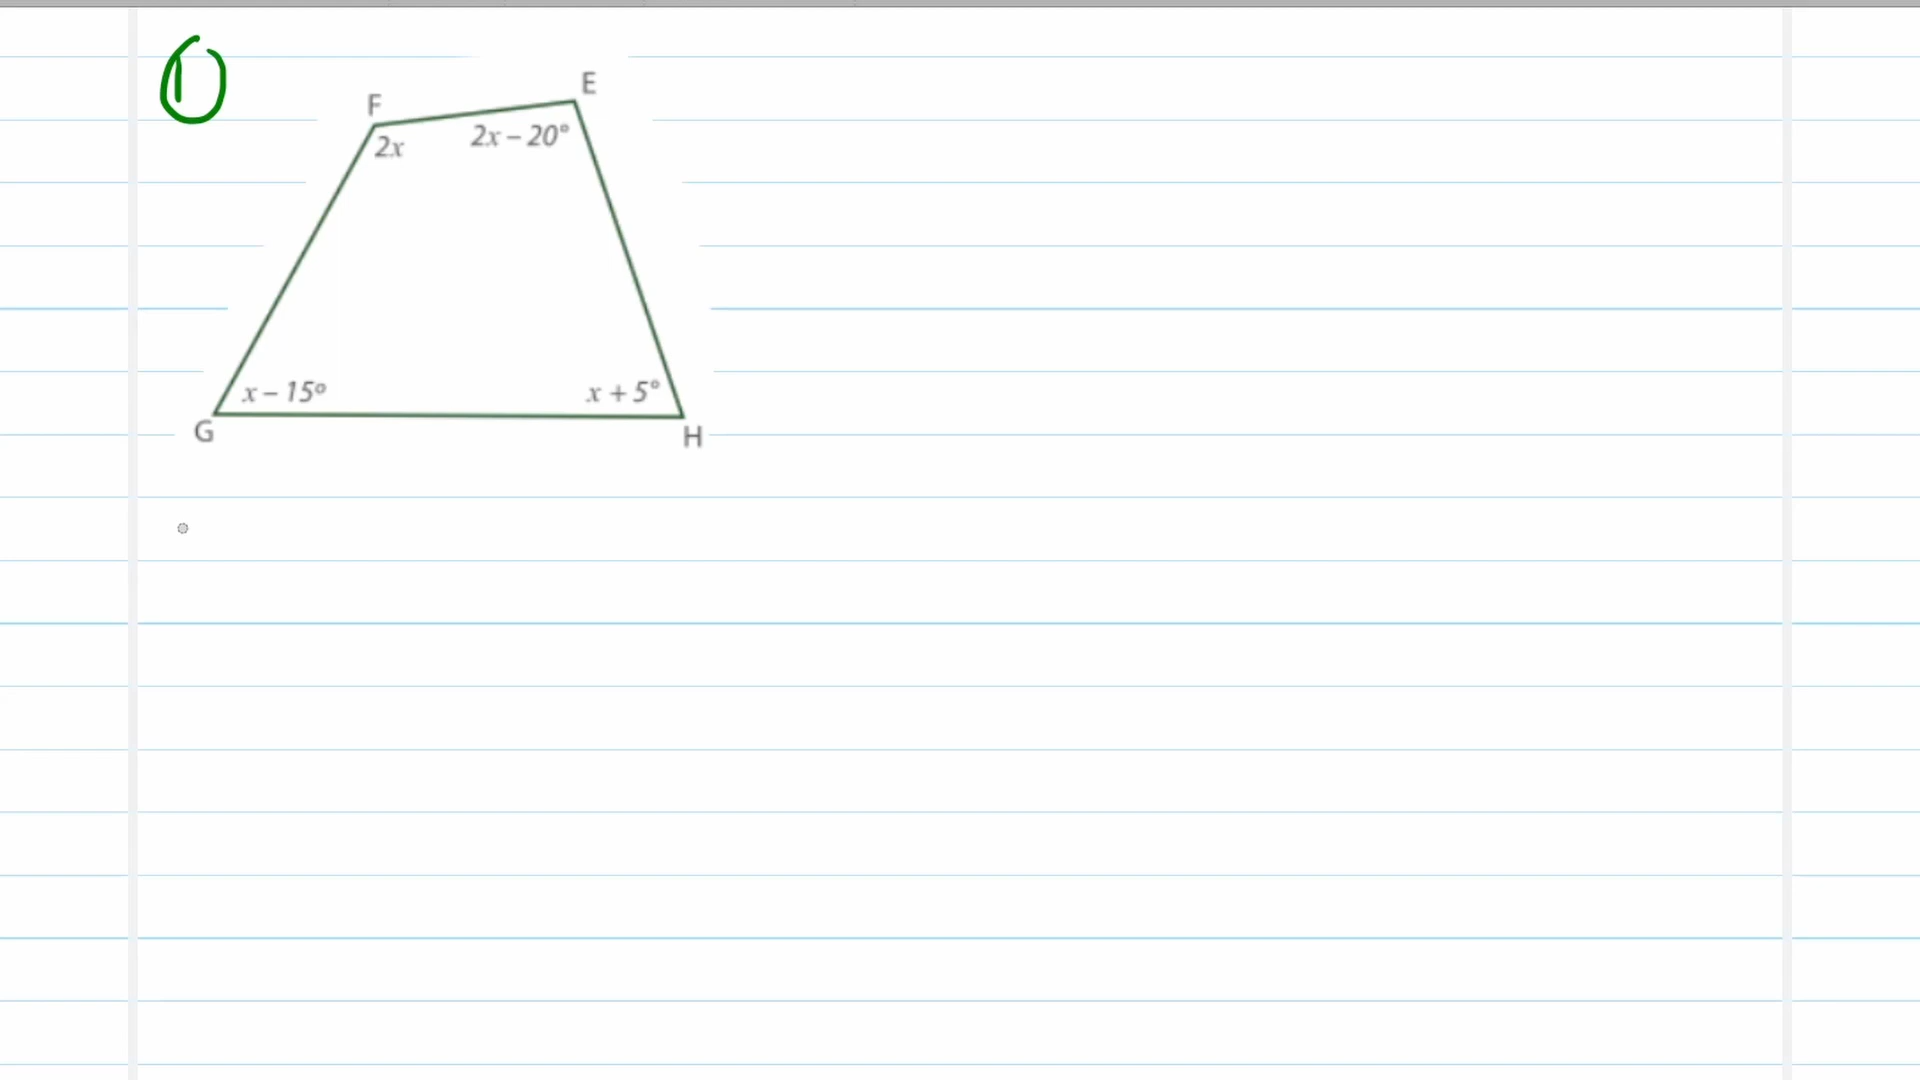 1
E
F
2x
2x – 20°
x – 15°
x + 5°
G
H